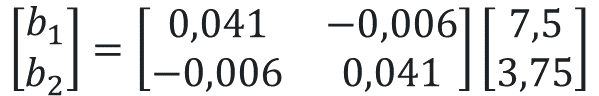 [b₁] = [0,041 −0,006] [7,5]
[b₂] [−0,006 0,041] [3,75]